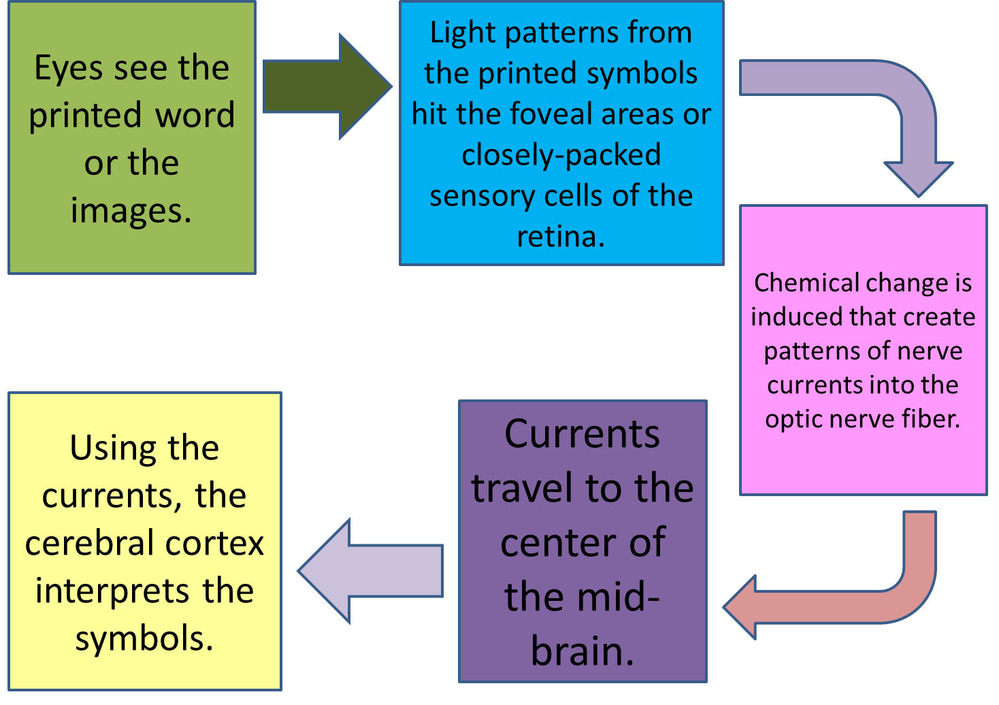 Eyes see the
printed word
or the
images.
Light patterns from
the printed symbols
hit the foveal areas or
closely-packed
sensory cells of the
retina.
Chemical change is
induced that create
patterns of nerve
currents into the
optic nerve fiber.
Currents
travel to the
center of
the mid-
brain.
Using the
currents, the
cerebral cortex
interprets the
symbols.